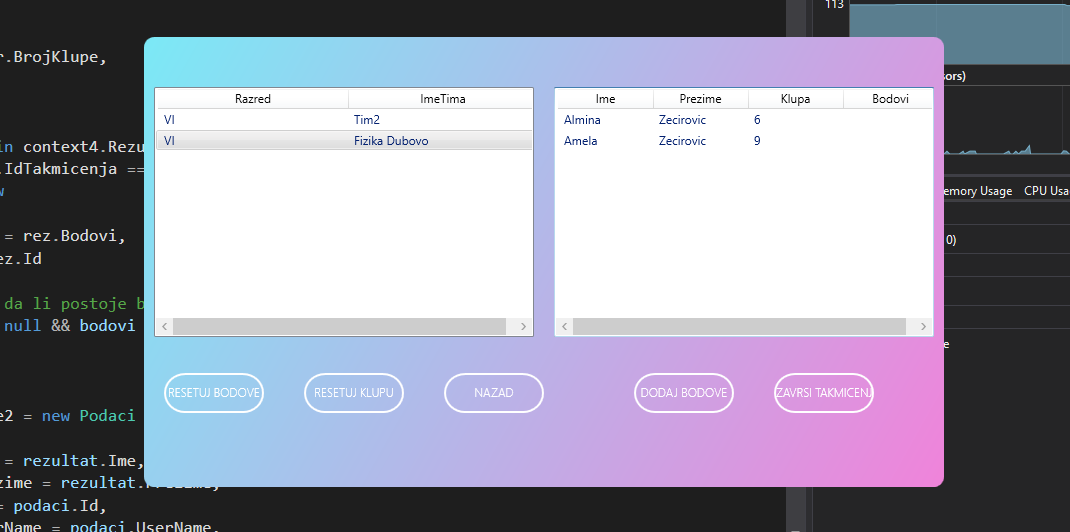 113
r.BrojKlupe,
sors)
Razred ImeTima
Ime Prezime Klupa Bodovi
VI Tim2
Almina Zecirovic 6
VI Fizika Dubovo
Amela Zecirovic 9
in context4.Rezu
.IdTakmicenja ==
w
emory Usage CPU Usa
= rez.Bodovi,
0)
ez.Id
da li postoje b
null && bodovi
e
RESETUJ BODOVE RESETUJ KLUPU NAZAD DODAJ BODOVE ZAVRSI TAKMICENJ
e2 = new Podaci
= rezultat.Ime,
zime = rezultat.
= podaci.Id,
rName = podaci.UserName,